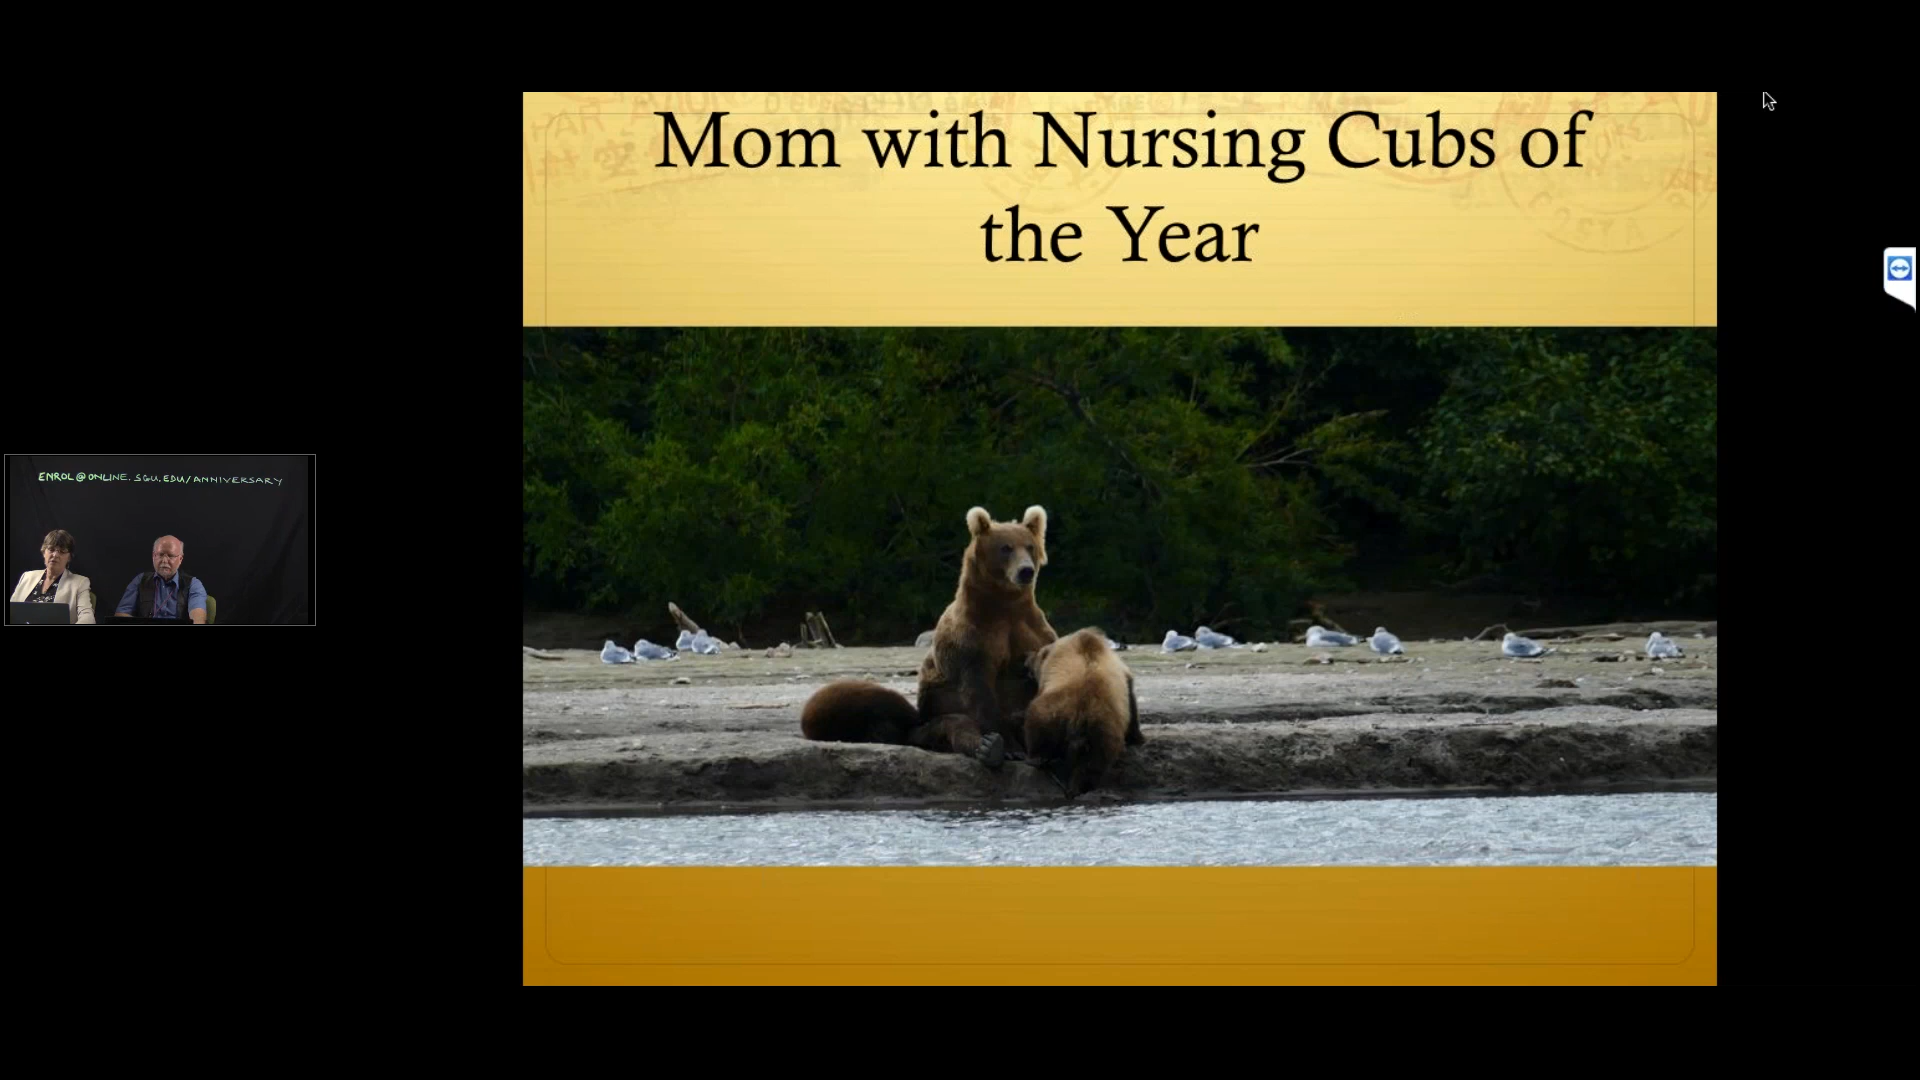 Mom with Nursing Cubs of
the Year
ENROL@ONLINE.SGU.EDU/ANNIVERSARY